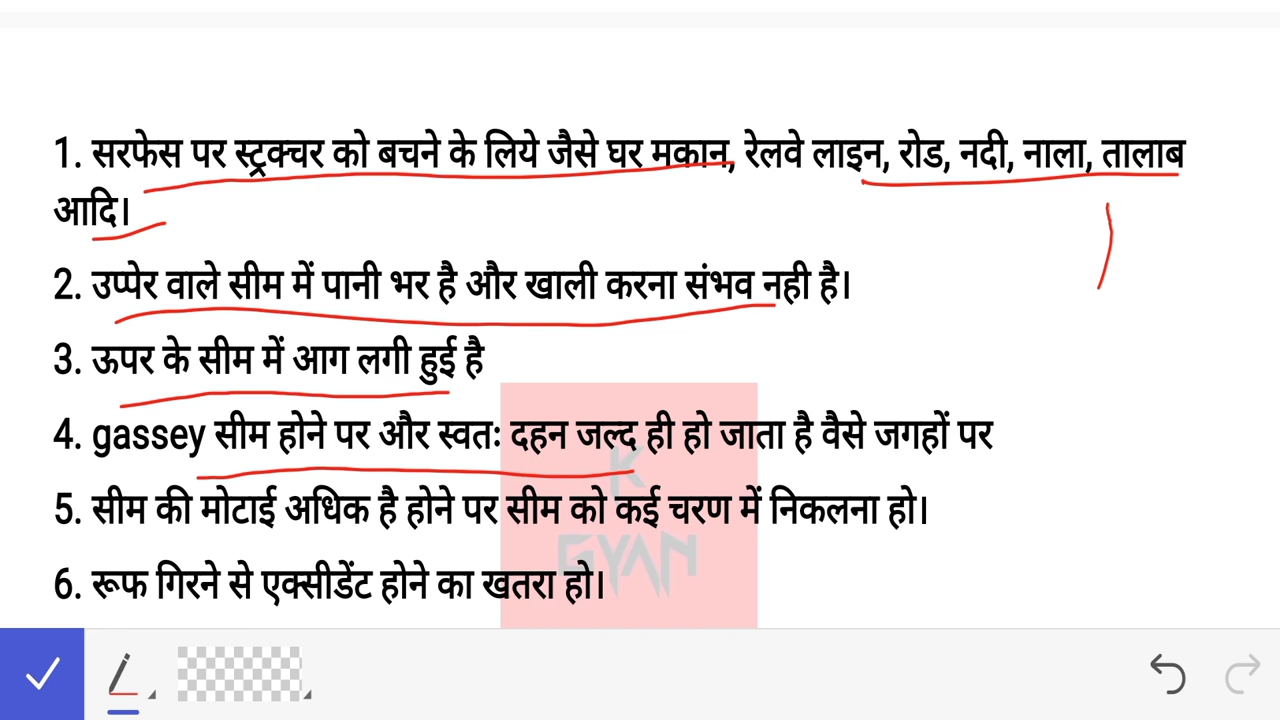 1. सरफेस पर स्ट्रक्चर को बचने के लिये जैसे घर मकान, रेलवे लाइन, रोड, नदी, नाला, तालाब
आदि।
2. उप्पेर वाले सीम में पानी भर है और खाली करना संभव नही है।
3. ऊपर के सीम में आग लगी हुई है
4. gassey सीम होने पर और स्वतः दहन जल्द ही हो जाता है वैसे जगहों पर
5. सीम की मोटाई अधिक है होने पर सीम को कई चरण में निकलना हो।
6. रूफ गिरने से एक्सीडेंट होने का खतरा हो।
K
GYAN